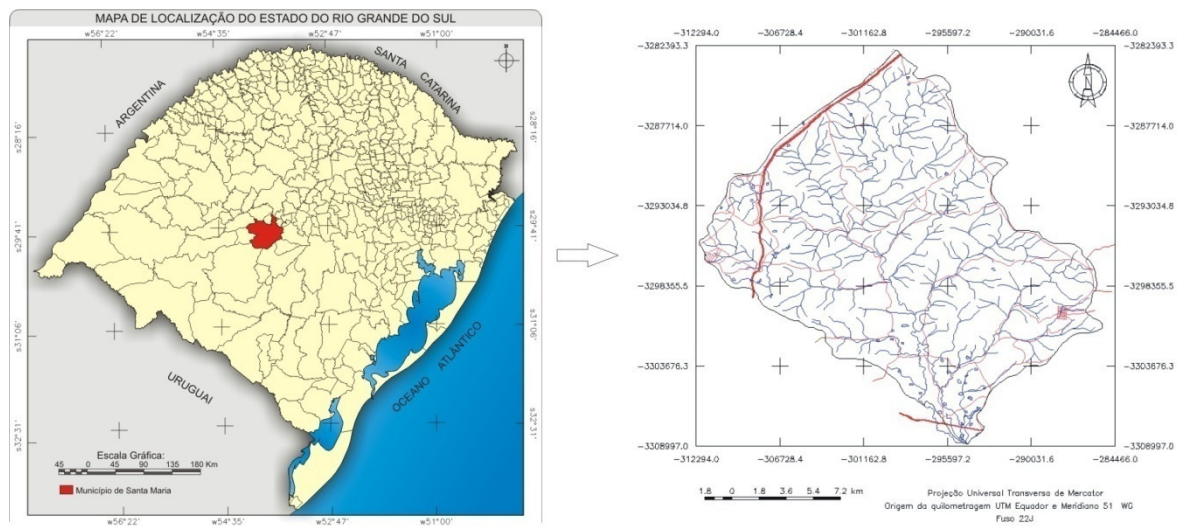 MAPA DE LOCALIZAÇÃO DO ESTADO DO RIO GRANDE DO SUL
w56°22' w54°35' w52°47' w51°00'
N
ARGENTINA
SANTA CATARINA
s28°16' s28°16'
s29°41' s29°41'
s31°06' s31°06'
URUGUAI
OCEANO ATLÂNTICO
s32°31' s32°31'
Escala Gráfica:
45 0 45 90 135 180 Km
Município de Santa Maria
w56°22' w54°35' w52°47' w51°00'
-312294.0 -306728.4 -301162.8 -295597.2 -290031.6 -284466.0
-3282393.3 -3282393.3
-3287714.0 -3287714.0
-3293034.8 -3293034.8
-3298355.5 -3298355.5
-3303676.3 -3303676.3
-3308997.0 -3308997.0
-312294.0 -306728.4 -301162.8 -295597.2 -290031.6 -284466.0
1.8 0 1.8 3.6 5.4 7.2 km
Projeção Universal Transversa de Mercator
Origem da quilometragem UTM Equador e Meridiano 51 WG
Fuso 22J